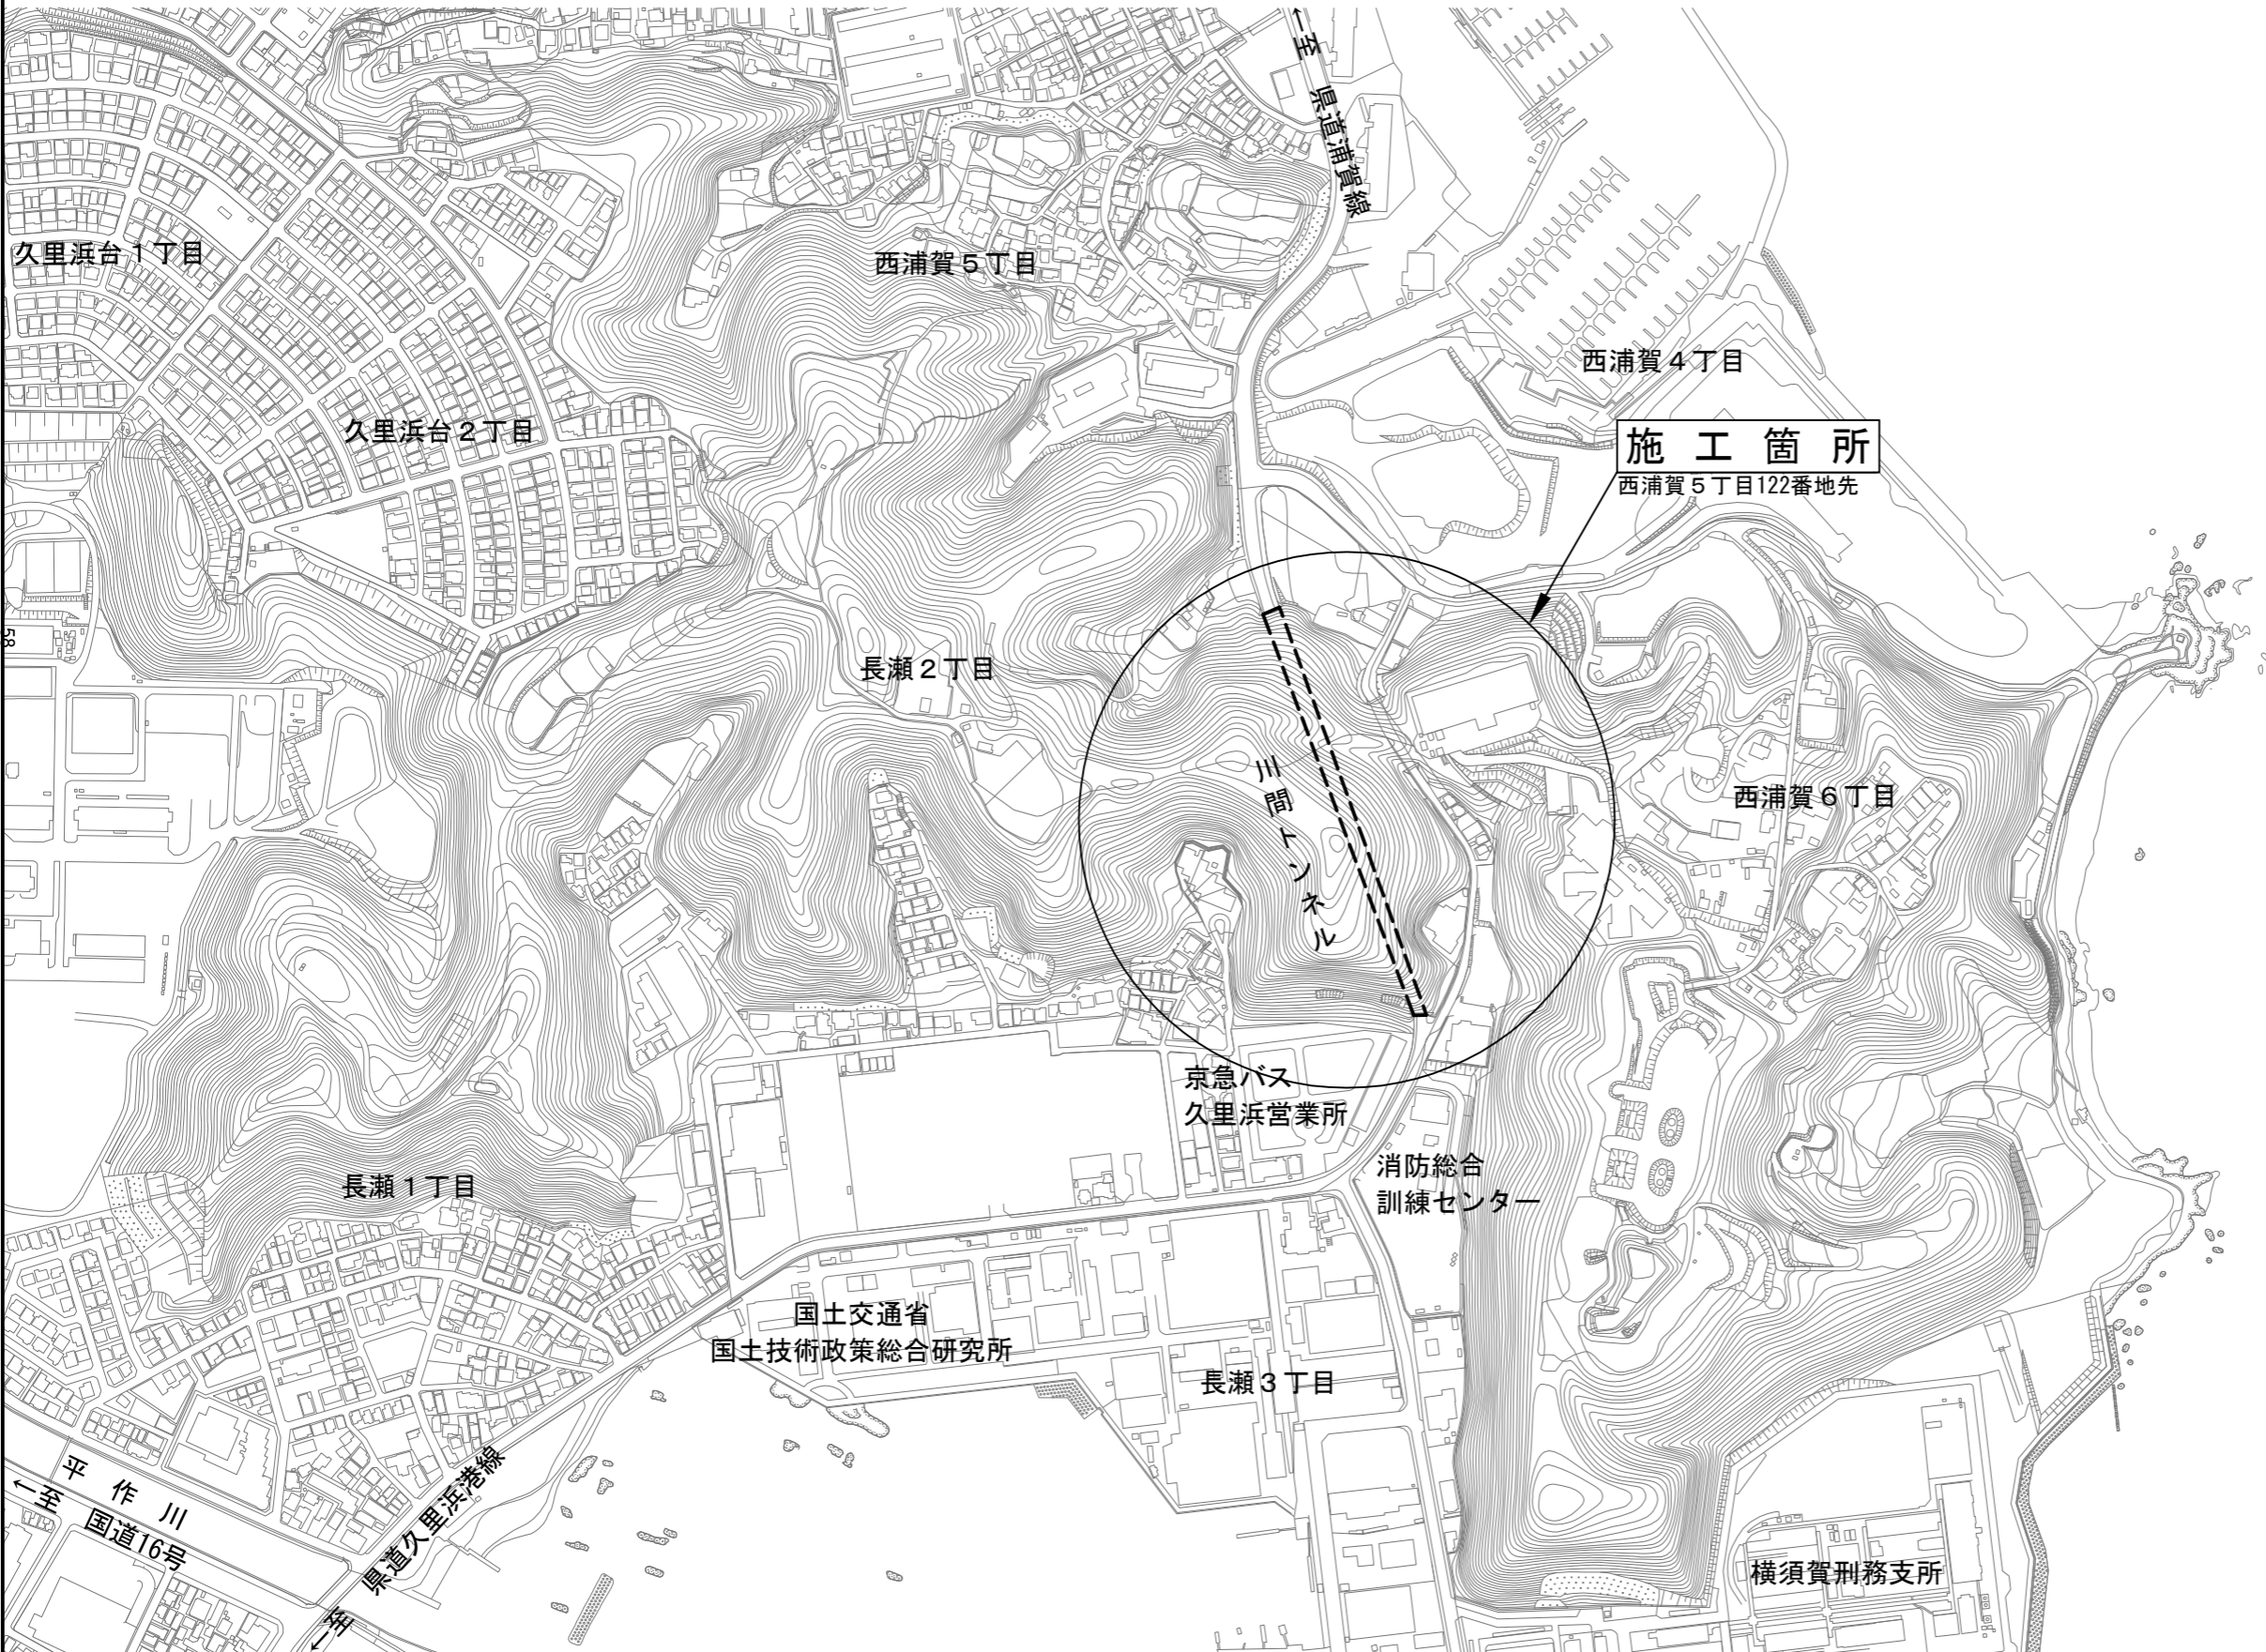 ←至 県道浦賀線
久里浜台１丁目
西浦賀５丁目
西浦賀４丁目
久里浜台２丁目
施工箇所
西浦賀５丁目122番地先
58
長瀬２丁目
川間トンネル
西浦賀６丁目
京急バス
久里浜営業所
消防総合
訓練センター
長瀬１丁目
国土交通省
国土技術政策総合研究所
長瀬３丁目
平作川
←至 国道16号
←至 県道久里浜港線
横須賀刑務支所